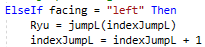 ElseIf facing = "left" Then
Ryu = jumpL(indexJumpL)
indexJumpL = indexJumpL + 1